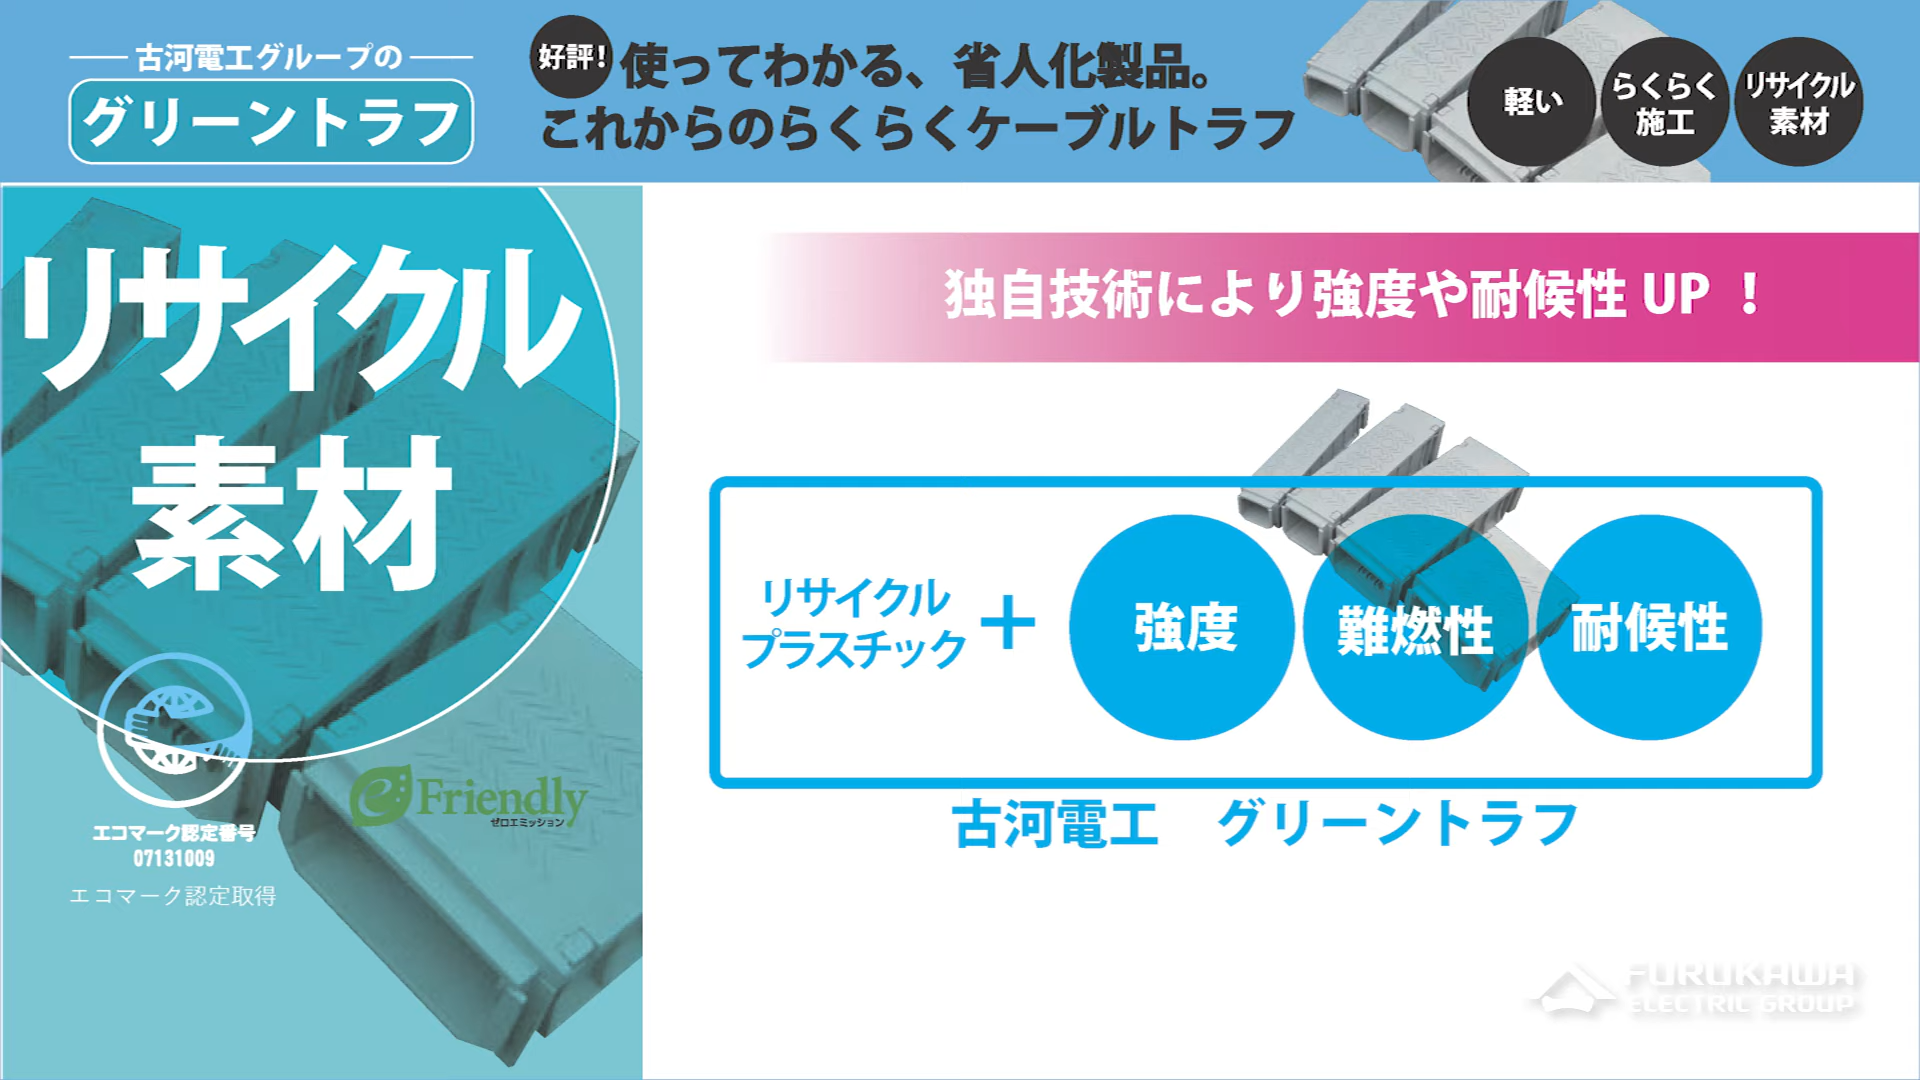 古河電工グループの
グリーントラフ
好評！
使ってわかる、省人化製品。
これからのらくらくケーブルトラフ
軽い
らくらく
施工
リサイクル
素材
リサイクル
素材
エコマーク認定番号
07131009
エコマーク認定取得
e Friendly
ゼロエミッション
独自技術により強度や耐候性 UP ！
リサイクル
プラスチック
+
強度
難燃性
耐候性
古河電工　グリーントラフ
FURUKAWA
ELECTRIC GROUP